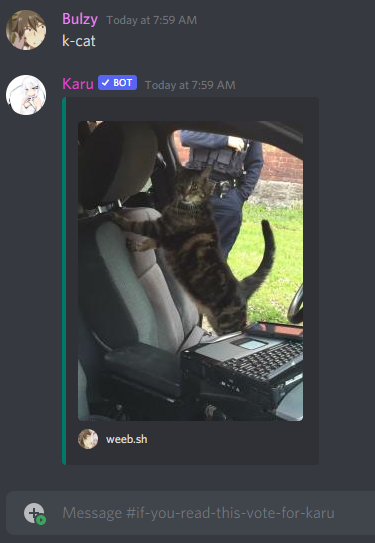 Bulzy Today at 7:59 AM
k-cat
Karu BOT Today at 7:59 AM
weeb.sh
Message #if-you-read-this-vote-for-karu